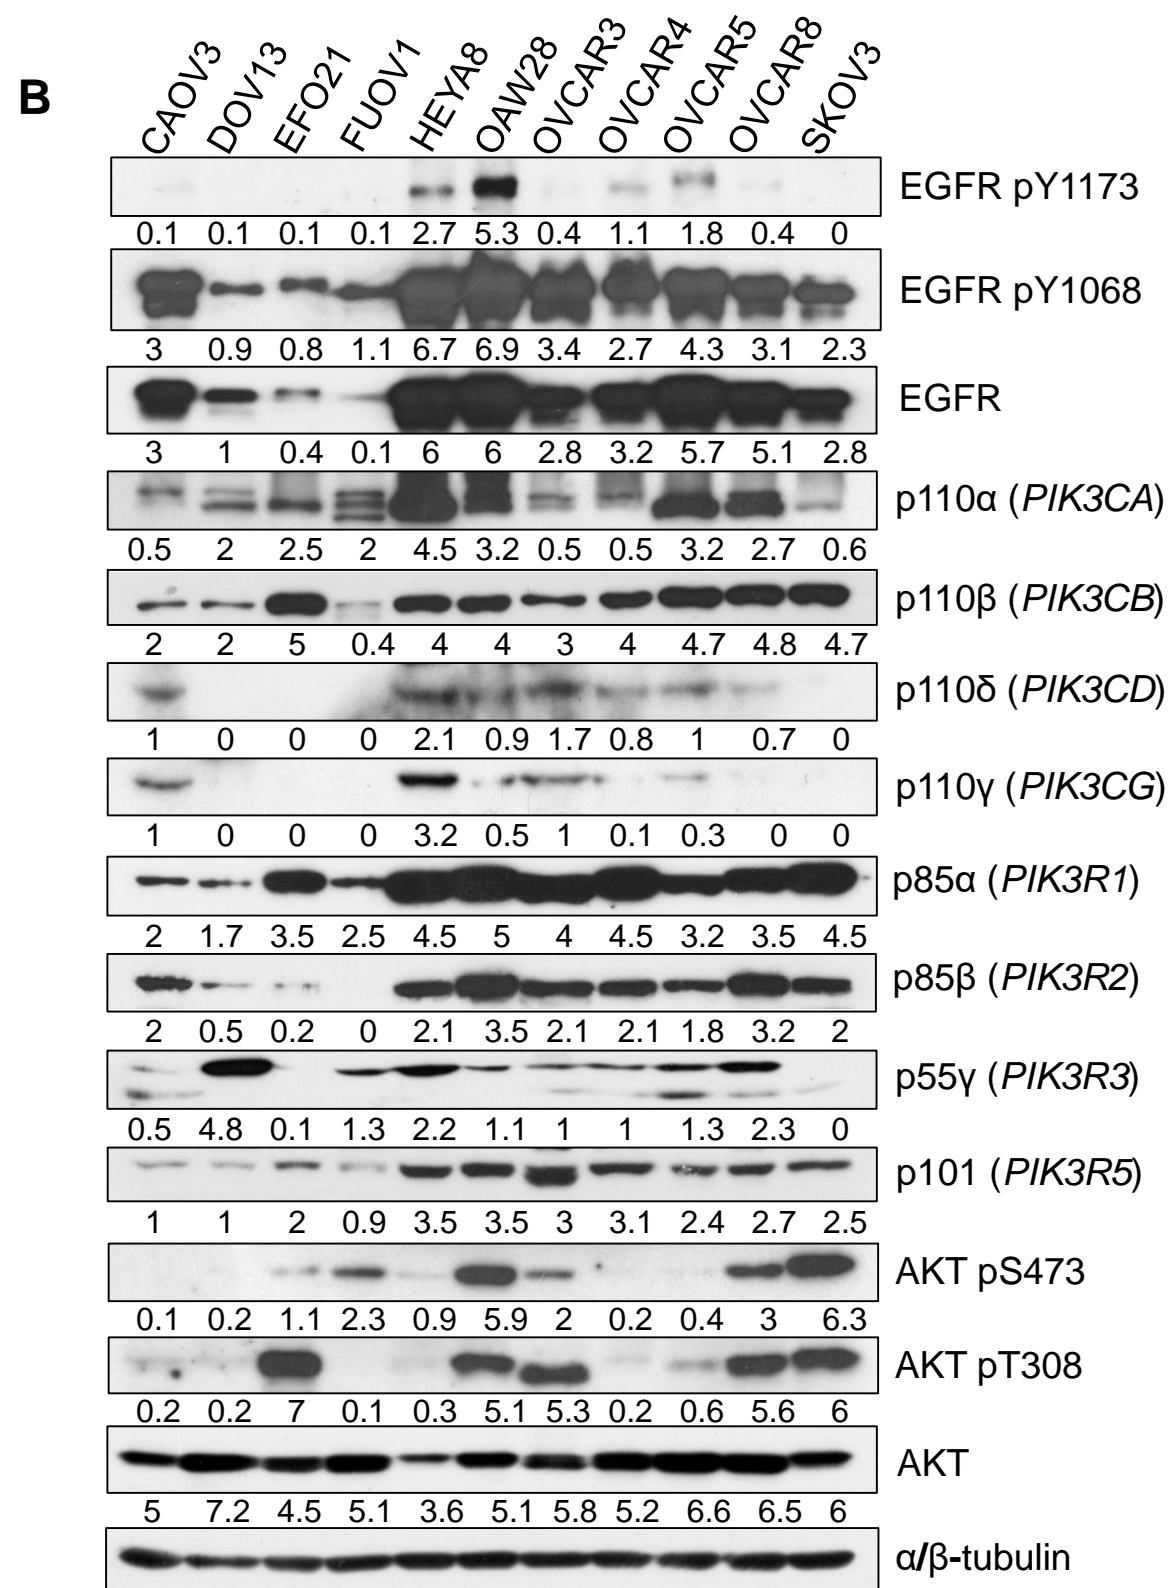 B
CAOV3 DOV13 EFO21 FUOV1 HEYA8 OAW28 OVCAR3 OVCAR4 OVCAR5 OVCAR8 SKOV3
EGFR pY1173
0.1 0.1 0.1 0.1 2.7 5.3 0.4 1.1 1.8 0.4 0
EGFR pY1068
3 0.9 0.8 1.1 6.7 6.9 3.4 2.7 4.3 3.1 2.3
EGFR
3 1 0.4 0.1 6 6 2.8 3.2 5.7 5.1 2.8
p110α (PIK3CA)
0.5 2 2.5 2 4.5 3.2 0.5 0.5 3.2 2.7 0.6
p110β (PIK3CB)
2 2 5 0.4 4 4 3 4 4.7 4.8 4.7
p110δ (PIK3CD)
1 0 0 0 2.1 0.9 1.7 0.8 1 0.7 0
p110γ (PIK3CG)
1 0 0 0 3.2 0.5 1 0.1 0.3 0 0
p85α (PIK3R1)
2 1.7 3.5 2.5 4.5 5 4 4.5 3.2 3.5 4.5
p85β (PIK3R2)
2 0.5 0.2 0 2.1 3.5 2.1 2.1 1.8 3.2 2
p55γ (PIK3R3)
0.5 4.8 0.1 1.3 2.2 1.1 1 1 1.3 2.3 0
p101 (PIK3R5)
1 1 2 0.9 3.5 3.5 3 3.1 2.4 2.7 2.5
AKT pS473
0.1 0.2 1.1 2.3 0.9 5.9 2 0.2 0.4 3 6.3
AKT pT308
0.2 0.2 7 0.1 0.3 5.1 5.3 0.2 0.6 5.6 6
AKT
5 7.2 4.5 5.1 3.6 5.1 5.8 5.2 6.6 6.5 6
α/β-tubulin